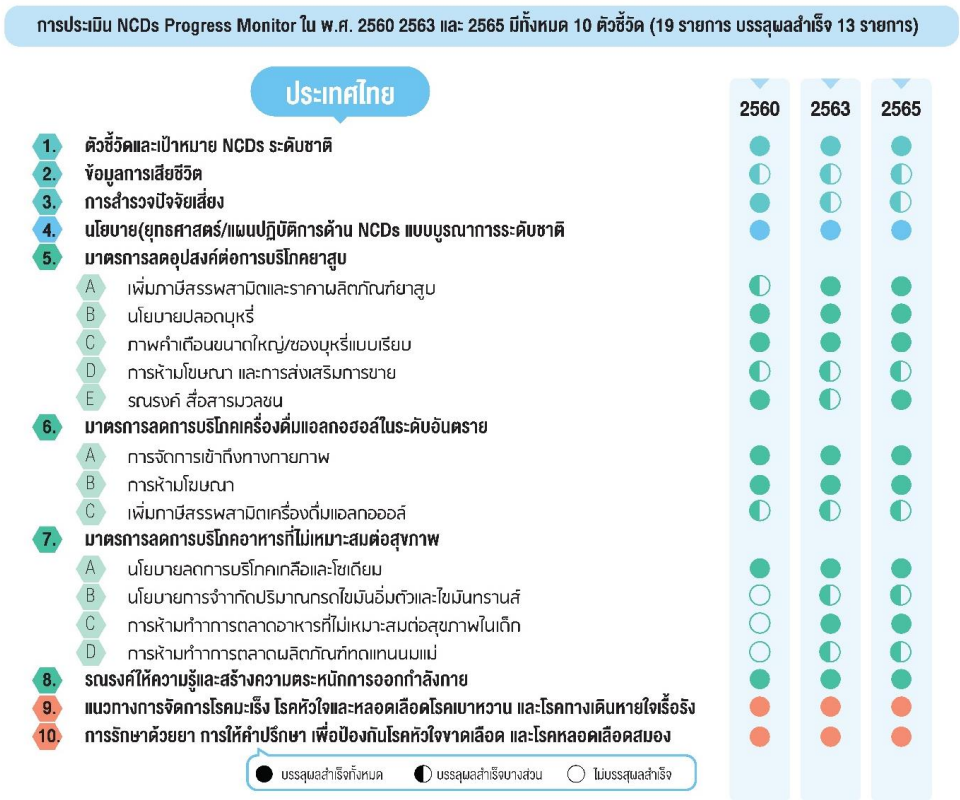 การประเมิน NCDs Progress Monitor ใน พ.ศ. 2560 2563 และ 2565 มีทั้งหมด 10 ตัวชี้วัด (19 รายการ บรรลุผลสำเร็จ 13 รายการ)
ประเทศไทย
2560 2563 2565
1. ตัวชี้วัดและเป้าหมาย NCDs ระดับชาติ
2. ข้อมูลการเสียชีวิต
3. การสำรวจปัจจัยเสี่ยง
4. นโยบาย(ยุทธศาสตร์/แผนปฏิบัติการด้าน NCDs แบบบูรณาการระดับชาติ
5. มาตรการลดอุปสงค์ต่อการบริโภคยาสูบ
A เพิ่มภาษีสรรพสามิตและราคาผลิตภัณฑ์ยาสูบ
B นโยบายปลอดบุหรี่
C ภาพคำเตือนขนาดใหญ่/ซองบุหรี่แบบเรียบ
D การห้ามโฆษณา และการส่งเสริมการขาย
E รณรงค์ สื่อสารมวลชน
6. มาตรการลดการบริโภคเครื่องดื่มแอลกอฮอล์ในระดับอันตราย
A การจัดการเข้าถึงทางกายภาพ
B การห้ามโฆษณา
C เพิ่มภาษีสรรพสามิตเครื่องดื่มแอลกอออล์
7. มาตรการลดการบริโภคอาหารที่ไม่เหมาะสมต่อสุขภาพ
A นโยบายลดการบริโภคเกลือและโซเดียม
B นโยบายการจำากัดปริมาณกรดไขมันอิ่มตัวและไขมันทรานส์
C การห้ามทำาการตลาดอาหารที่ไม่เหมาะสมต่อสุขภาพในเด็ก
D การห้ามทำาการตลาดผลิตภัณฑ์ทดแทนนมแม่
8. รณรงค์ให้ความรู้และสร้างความตระหนักการออกกำลังกาย
9. แนวทางการจัดการโรคมะเร็ง โรคหัวใจและหลอดเลือดโรคเบาหวาน และโรคทางเดินหายใจเรื้อรัง
10. การรักษาด้วยยา การให้คำปรึกษา เพื่อป้องกันโรคหัวใจขาดเลือด และโรคหลอดเลือดสมอง
บรรลุผลสำเร็จทั้งหมด บรรลุผลสำเร็จบางส่วน ไม่บรรลุผลสำเร็จ